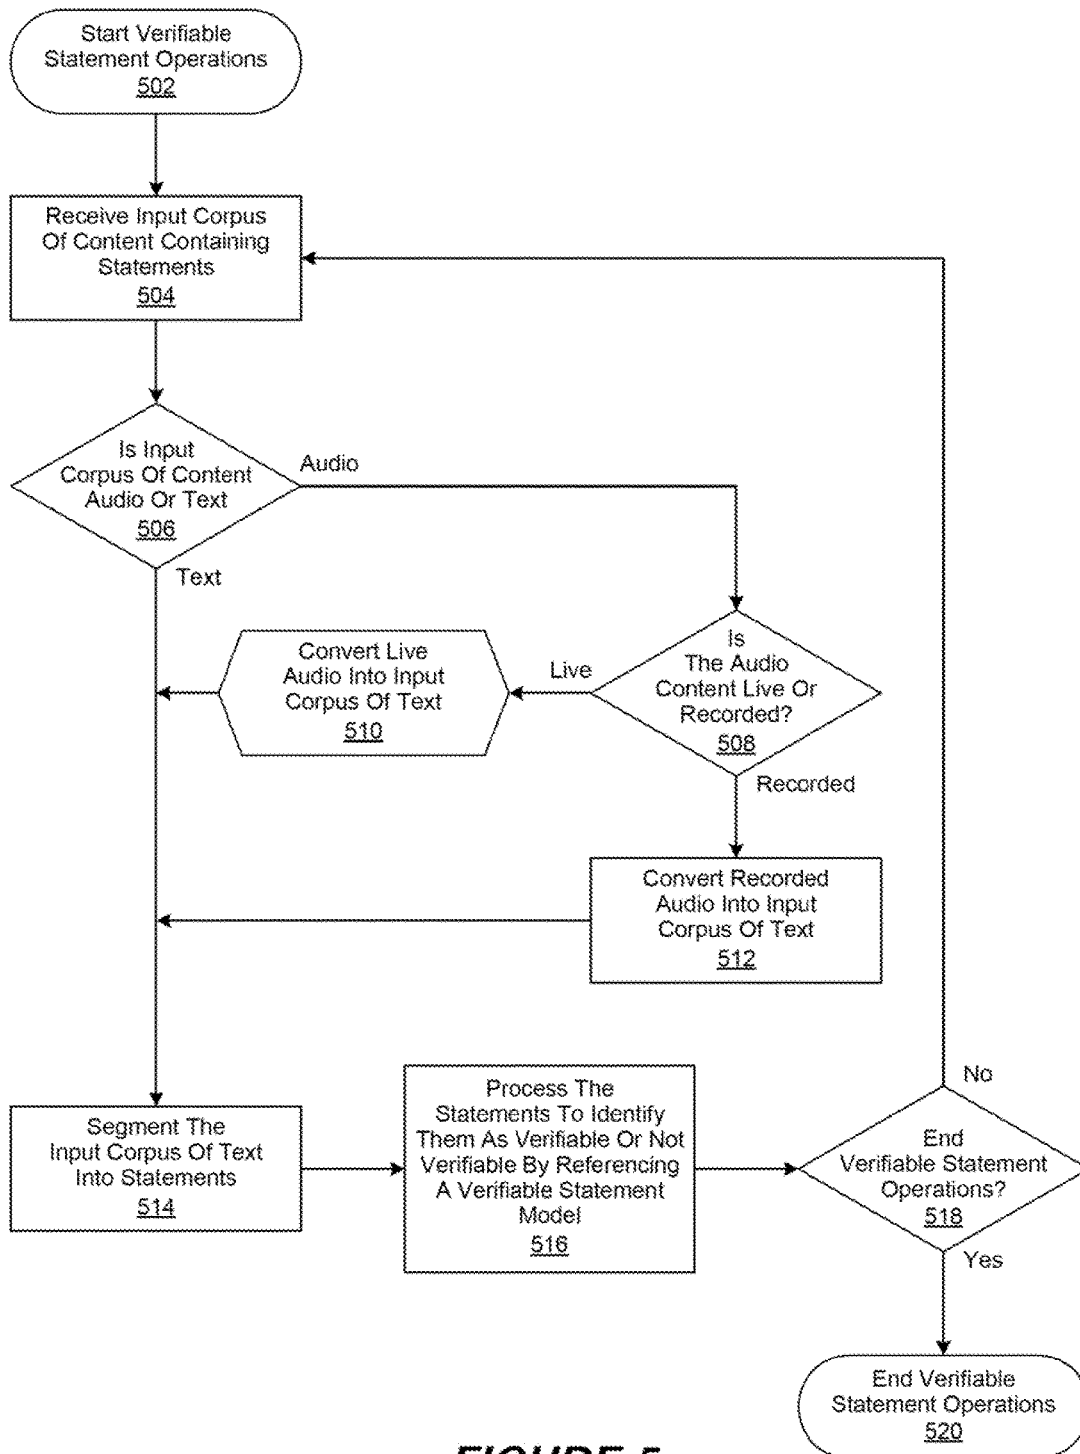 Start Verifiable
Statement Operations
502
Receive Input Corpus
Of Content Containing
Statements
504
Is Input
Corpus Of Content
Audio Or Text
506
Audio
Text
Is
The Audio
Content Live Or
Recorded?
508
Live
Recorded
Convert Live
Audio Into Input
Corpus Of Text
510
Convert Recorded
Audio Into Input
Corpus Of Text
512
Segment The
Input Corpus Of Text
Into Statements
514
Process The
Statements To Identify
Them As Verifiable Or Not
Verifiable By Referencing
A Verifiable Statement
Model
516
End
Verifiable Statement
Operations?
518
No
Yes
End Verifiable
Statement Operations
520
FIGURE 5